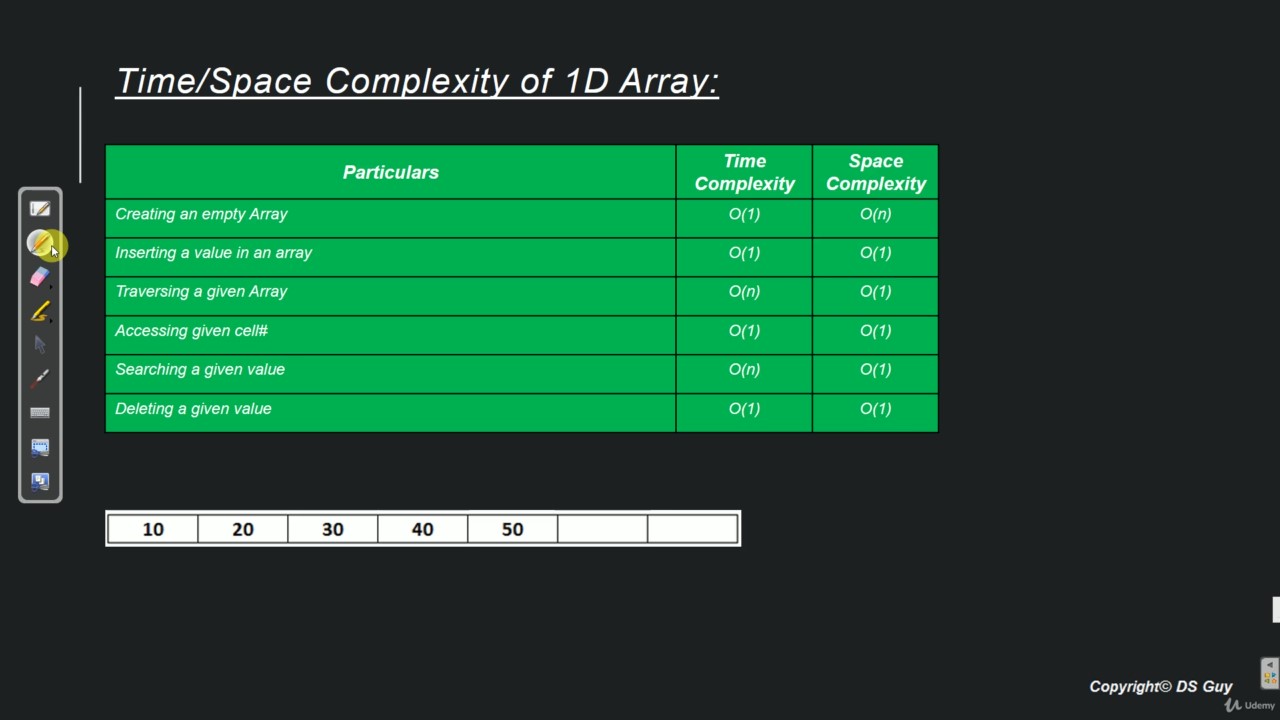 Time/Space Complexity of 1D Array:
Particulars Time Complexity Space Complexity
Creating an empty Array O(1) O(n)
Inserting a value in an array O(1) O(1)
Traversing a given Array O(n) O(1)
Accessing given cell# O(1) O(1)
Searching a given value O(n) O(1)
Deleting a given value O(1) O(1)
10 20 30 40 50
Copyright© DS Guy
Udemy